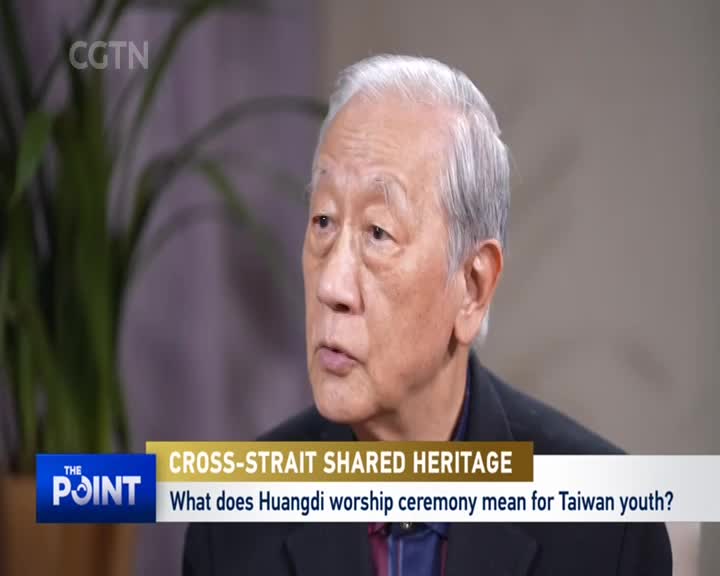 CGTN
CROSS-STRAIT SHARED HERITAGE
THE
POINT
What does Huangdi worship ceremony mean for Taiwan youth?